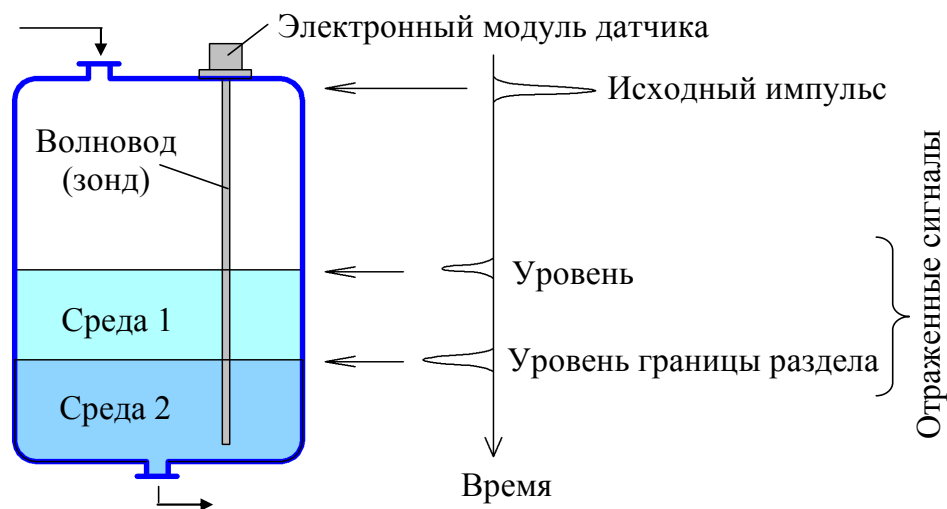 Электронный модуль датчика
Исходный импульс
Волновод
(зонд)
Уровень
Среда 1
Уровень границы раздела
Среда 2
Время
Отраженные сигналы